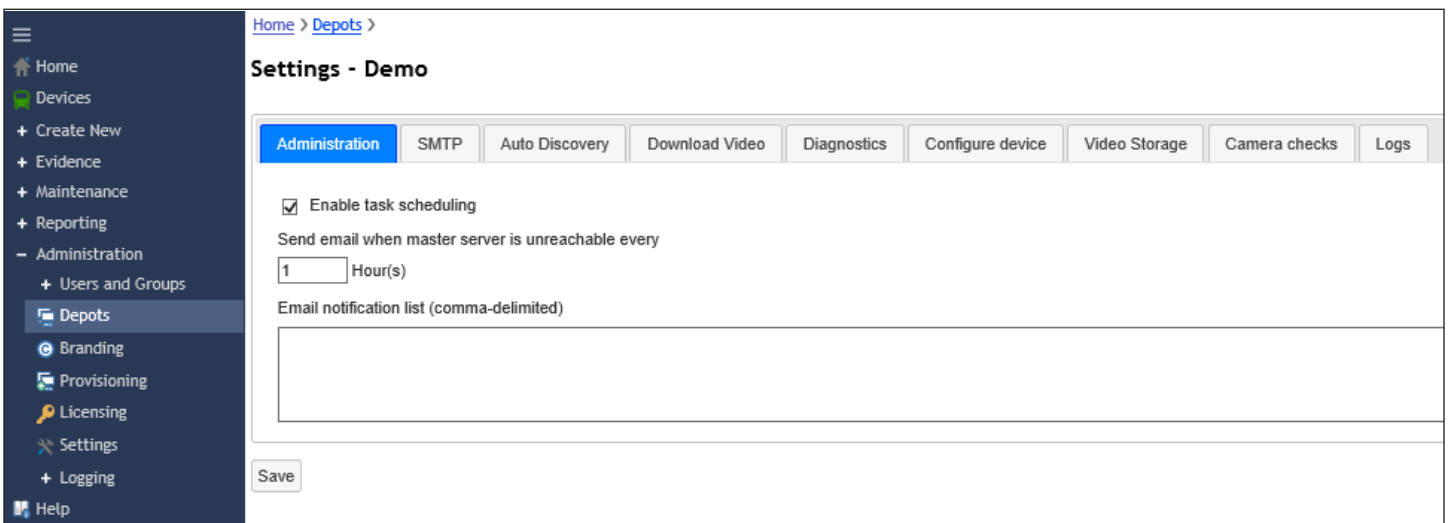 Home > Depots >
Settings - Demo
Home
Devices
+ Create New
+ Evidence
+ Maintenance
+ Reporting
− Administration
+ Users and Groups
Depots
Branding
Provisioning
Licensing
Settings
+ Logging
Help
Administration SMTP Auto Discovery Download Video Diagnostics Configure device Video Storage Camera checks Logs
Enable task scheduling
Send email when master server is unreachable every
1 Hour(s)
Email notification list (comma-delimited)
Save